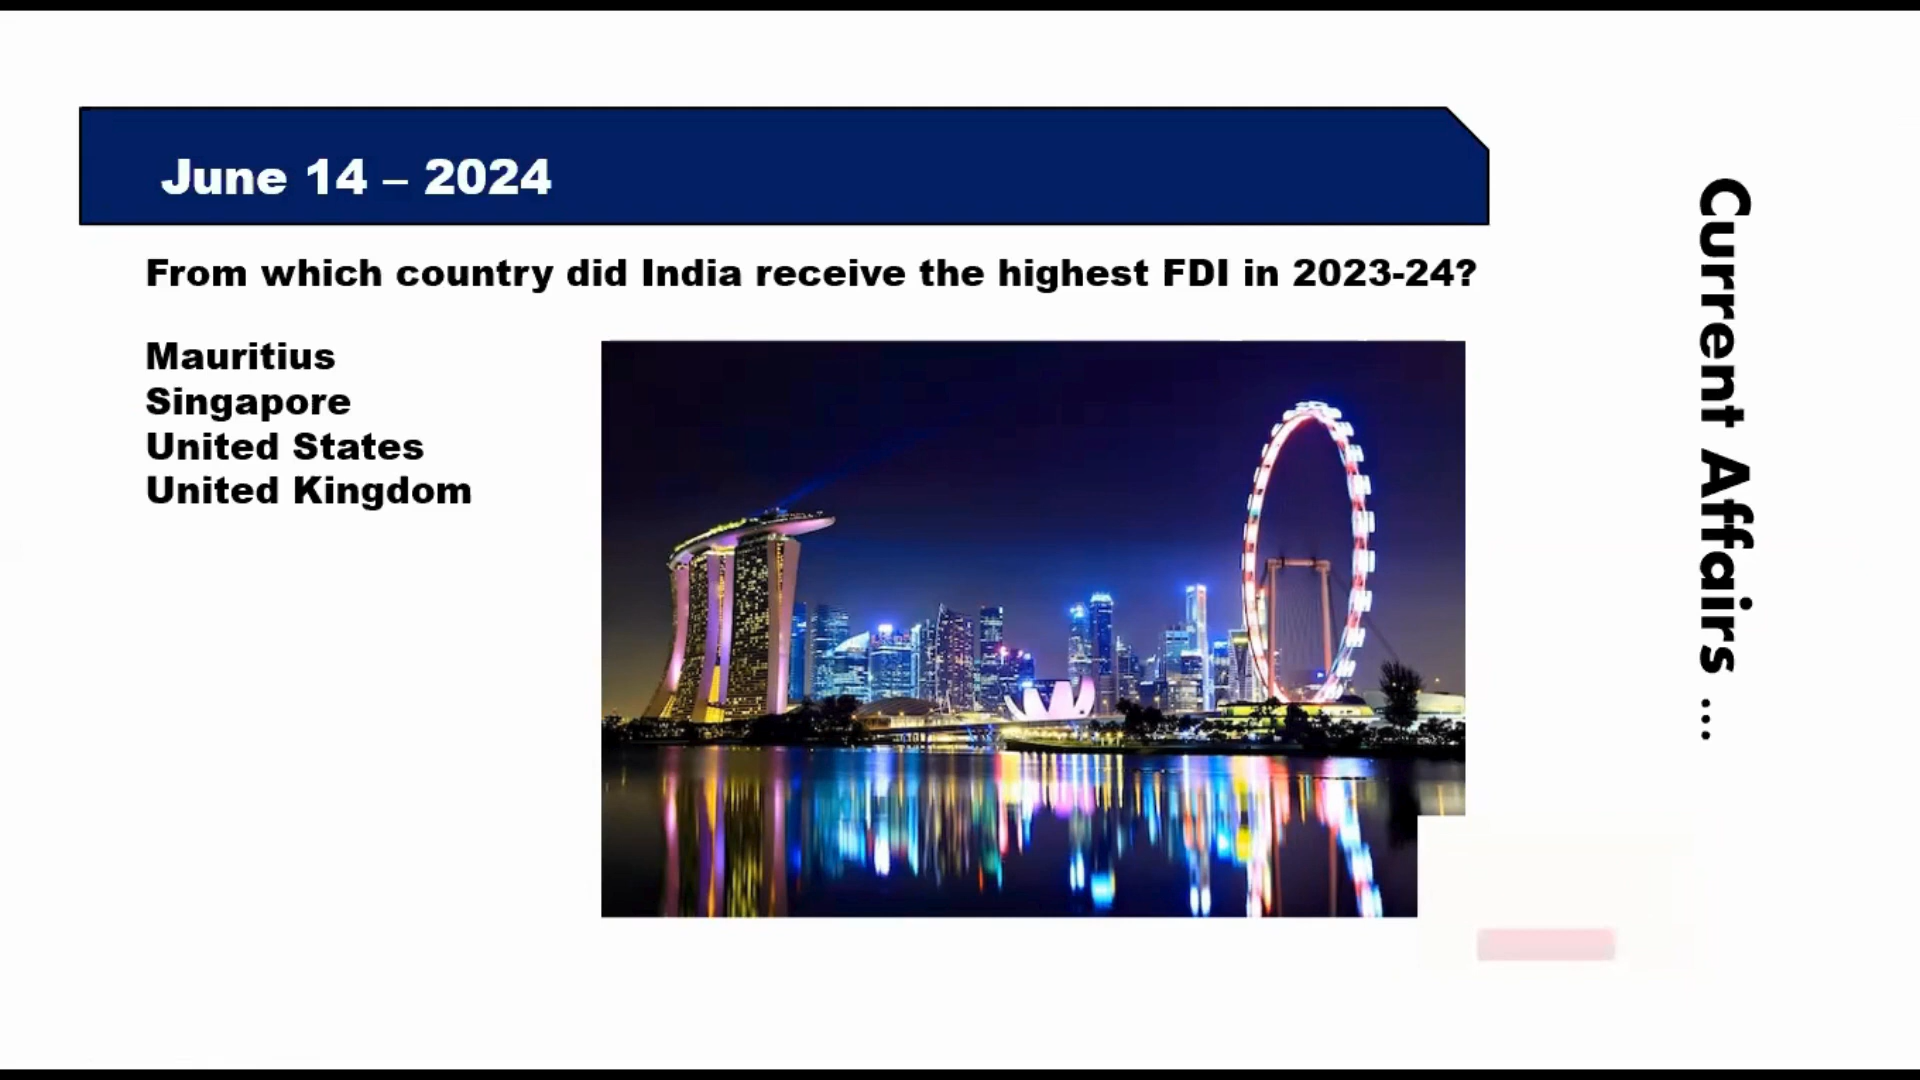 June 14 – 2024
From which country did India receive the highest FDI in 2023-24?
Mauritius
Singapore
United States
United Kingdom
Current Affairs ...